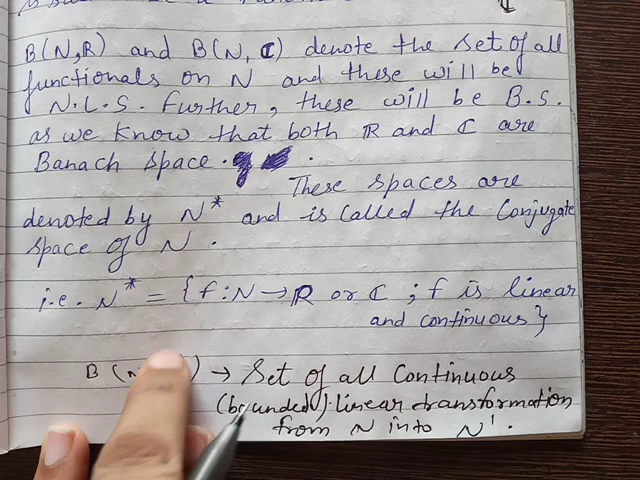 B(N,R) and B(N, ℂ) denote the set of all
functionals on N and these will be
N.L.S. Further, these will be B.S.
as we know that both ℝ and ℂ are
Banach space.
These spaces are
denoted by N* and is called the Conjugate
space of N.
i.e. N* = {f:N→ℝ or ℂ ; f is linear
and continuous}
B( → Set of all Continuous
(bounded) linear transformation
from N into N'.